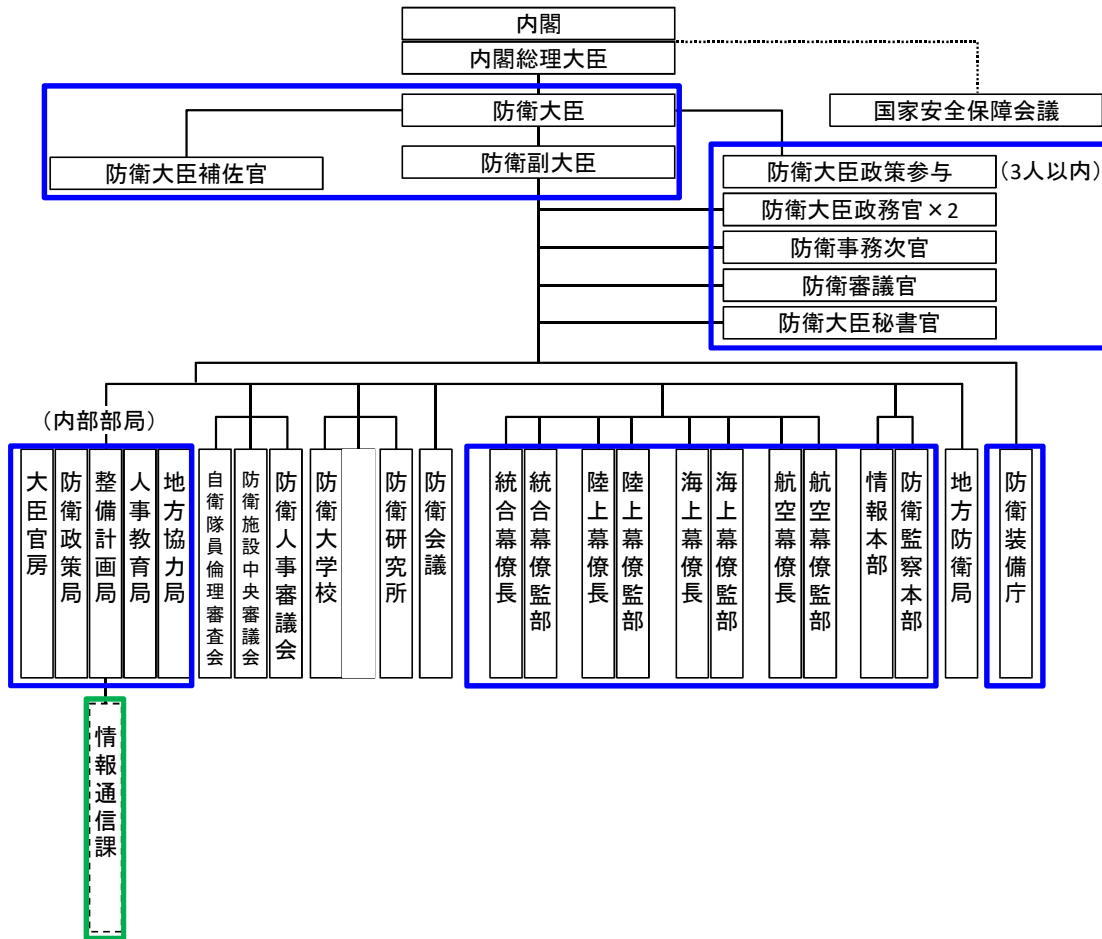 内閣
内閣総理大臣
防衛大臣
国家安全保障会議
防衛副大臣
防衛大臣補佐官
防衛大臣政策参与
（3人以内）
防衛大臣政務官×2
防衛事務次官
防衛審議官
防衛大臣秘書官
（内部部局）
大臣官房
防衛政策局
整備計画局
人事教育局
地方協力局
自衛隊員倫理審査会
防衛施設中央審議会
防衛人事審議会
防衛大学校
防衛研究所
防衛会議
統合幕僚長
統合幕僚監部
陸上幕僚長
陸上幕僚監部
海上幕僚長
海上幕僚監部
航空幕僚長
航空幕僚監部
情報本部
防衛監察本部
地方防衛局
防衛装備庁
情報通信課